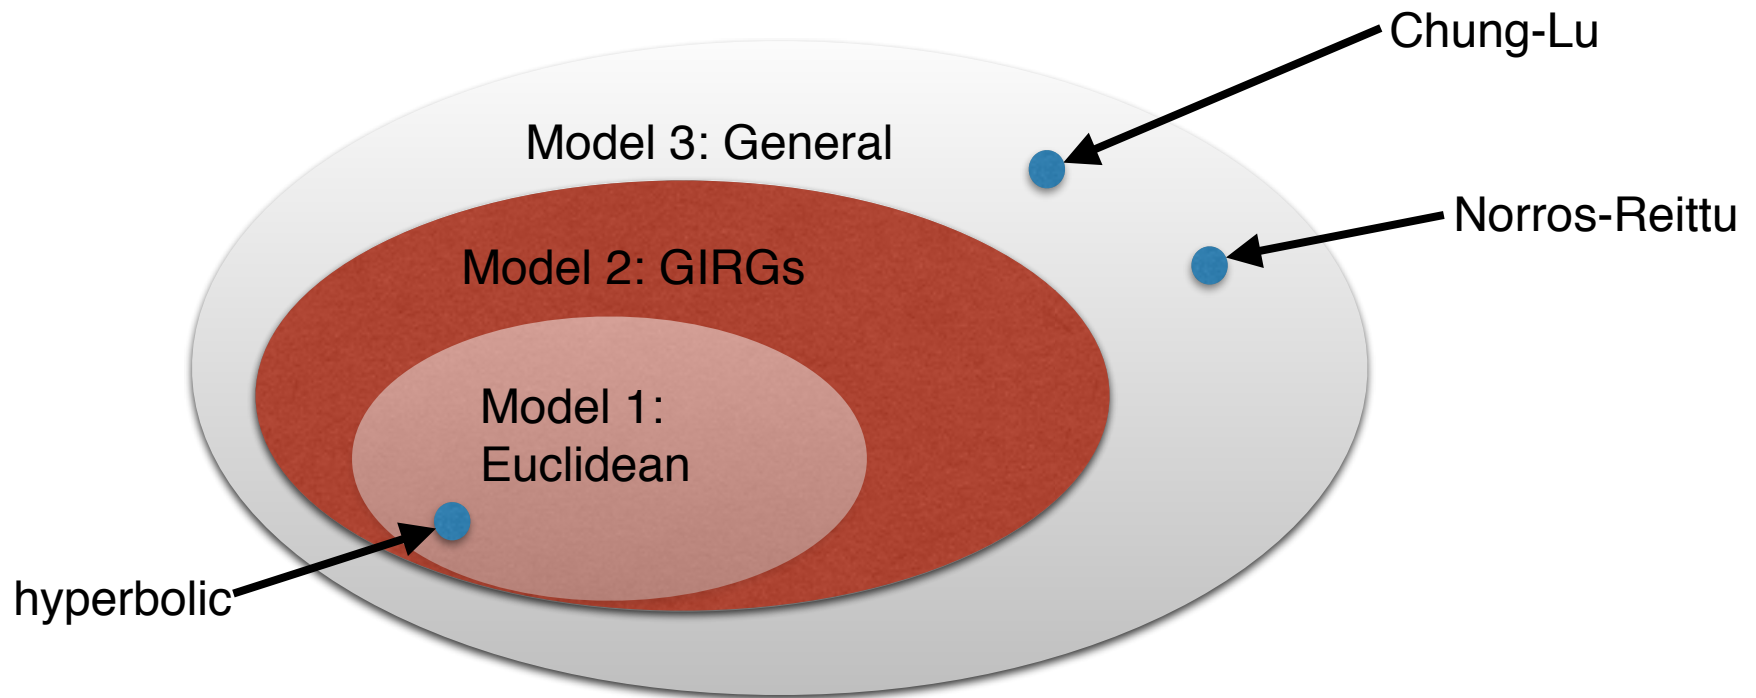 Chung-Lu
Model 3: General
Norros-Reittu
Model 2: GIRGs
Model 1:
Euclidean
hyperbolic